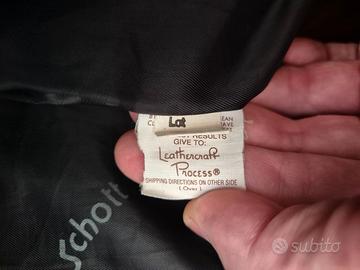 Lot
RESULTS
GIVE TO:
Leathercraft
Process®
SHIPPING DIRECTIONS ON OTHER SIDE
(Over)
Schott
subito